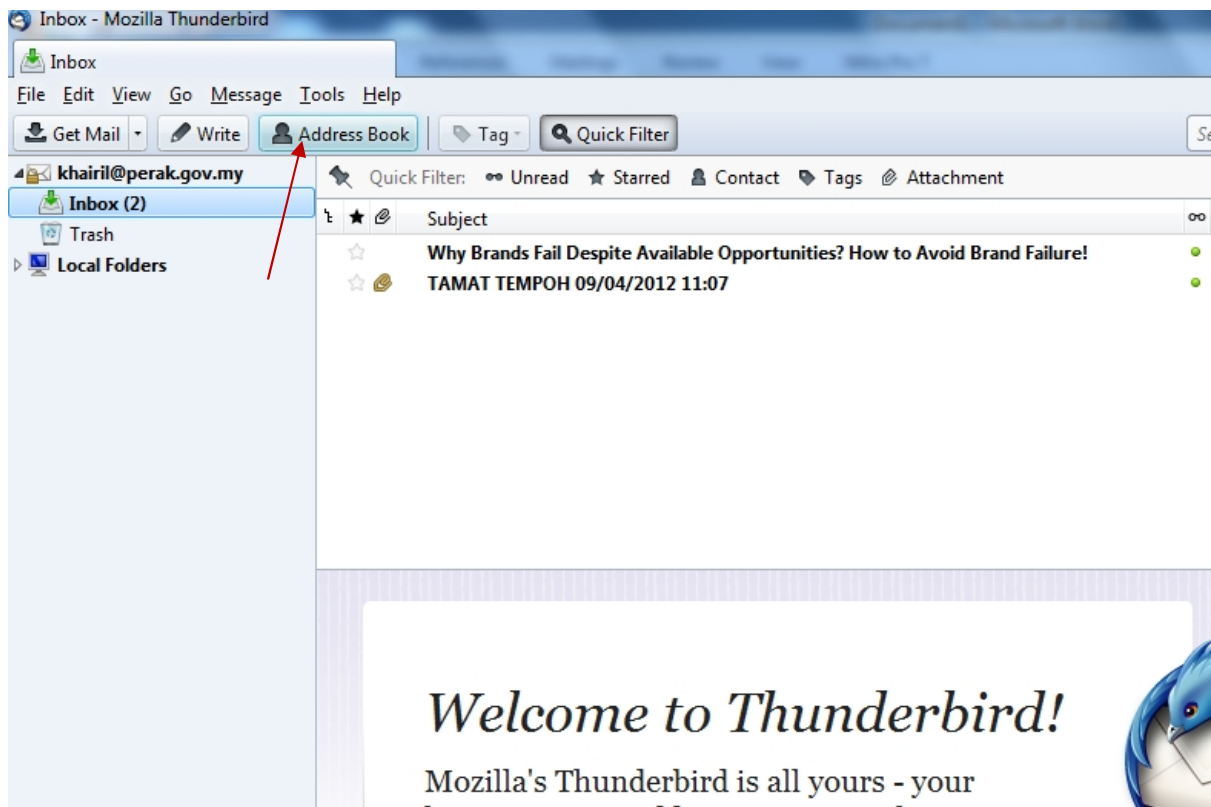 Inbox - Mozilla Thunderbird
Inbox
File Edit View Go Message Tools Help
Get Mail Write Address Book Tag Quick Filter
khairil@perak.gov.my
Inbox (2)
Trash
Local Folders
Quick Filter: Unread Starred Contact Tags Attachment
Subject
Why Brands Fail Despite Available Opportunities? How to Avoid Brand Failure!
TAMAT TEMPOH 09/04/2012 11:07
Welcome to Thunderbird!
Mozilla's Thunderbird is all yours - your